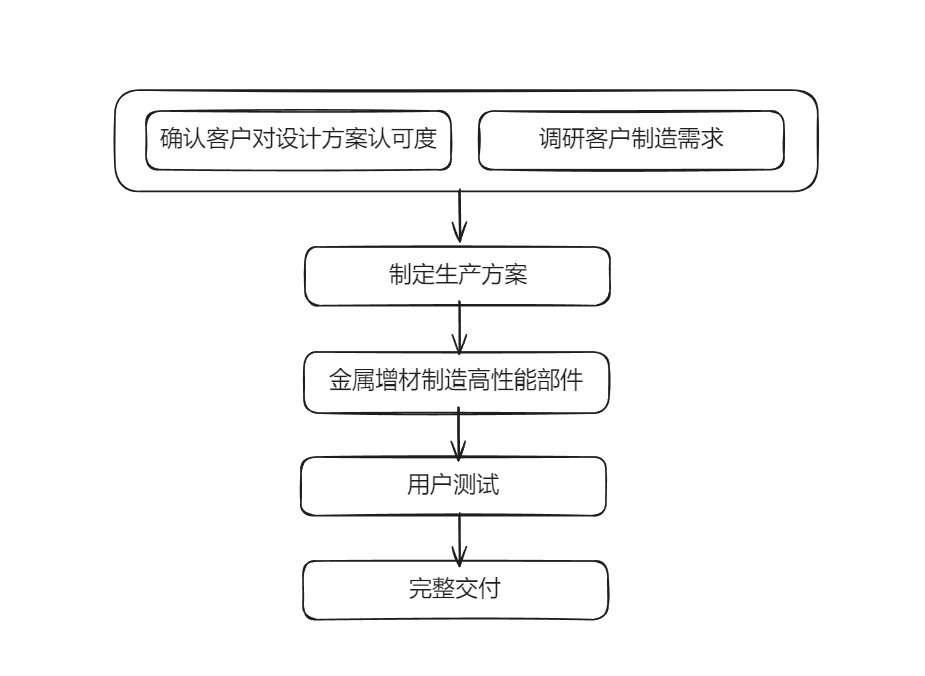 确认客户对设计方案认可度
调研客户制造需求
制定生产方案
金属增材制造高性能部件
用户测试
完整交付